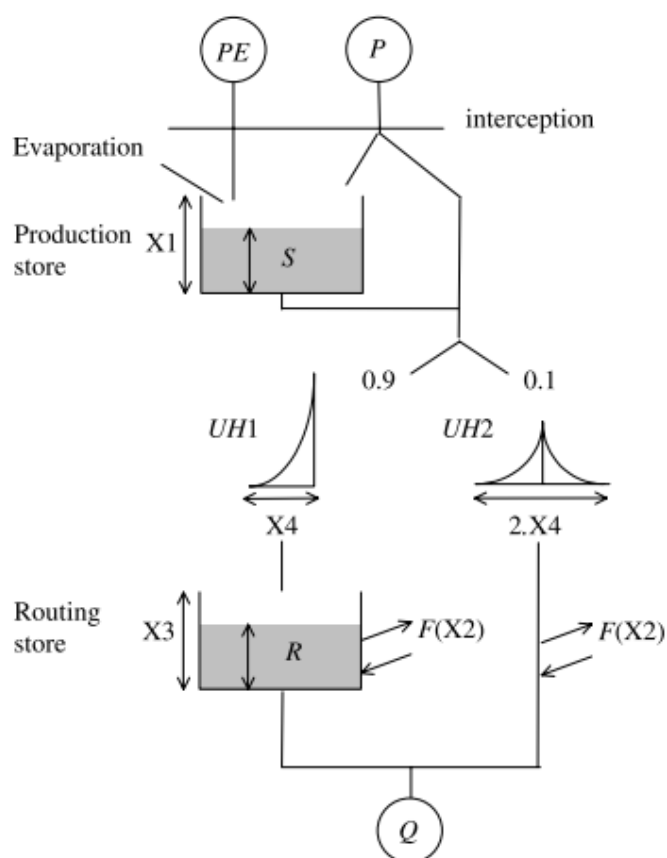 PE
P
interception
Evaporation
Production
store
X1
S
0.9
0.1
UH1
UH2
X4
2.X4
Routing
store
X3
R
F(X2)
F(X2)
Q